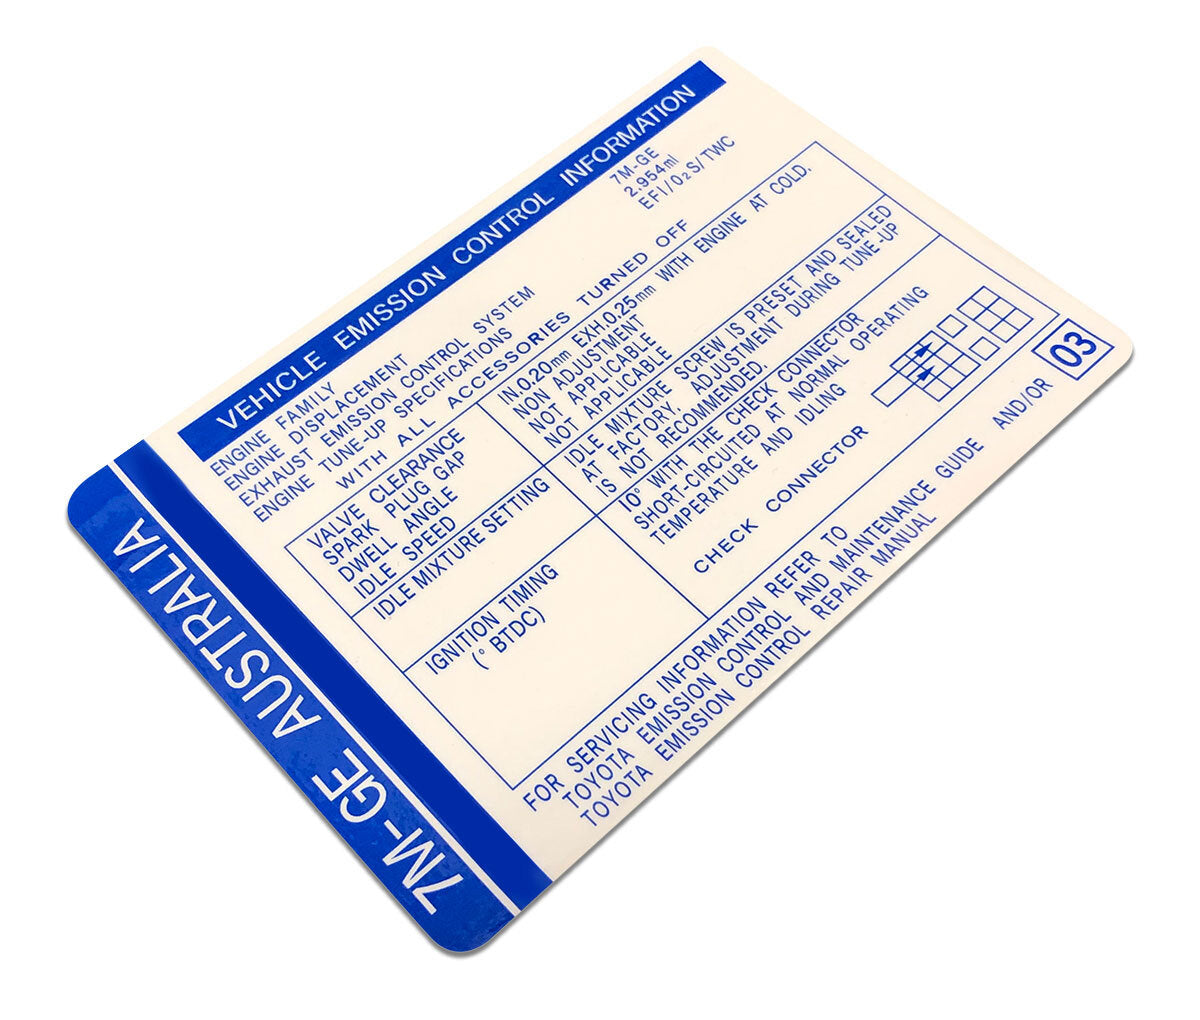 VEHICLE EMISSION CONTROL INFORMATION
ENGINE FAMILY 7M-GE
ENGINE DISPLACEMENT 2.954ml
EXHAUST EMISSION CONTROL SYSTEM EFI/O₂S/TWC
ENGINE TUNE-UP SPECIFICATIONS
WITH ALL ACCESSORIES TURNED OFF
VALVE CLEARANCE IN,0.20mm EXH,0.25mm WITH ENGINE AT COLD.
SPARK PLUG GAP NON ADJUSTMENT
DWELL ANGLE NOT APPLICABLE
IDLE SPEED NOT APPLICABLE
IDLE MIXTURE SETTING IDLE MIXTURE SCREW IS PRESET AND SEALED
AT FACTORY, ADJUSTMENT DURING TUNE-UP
IS NOT RECOMMENDED.
IGNITION TIMING 10° WITH THE CHECK CONNECTOR
(° BTDC) SHORT-CIRCUITED AT NORMAL OPERATING
TEMPERATURE AND IDLING
CHECK CONNECTOR
FOR SERVICING INFORMATION REFER TO
TOYOTA EMISSION CONTROL AND MAINTENANCE GUIDE AND/OR
TOYOTA EMISSION CONTROL REPAIR MANUAL
03
7M-GE AUSTRALIA